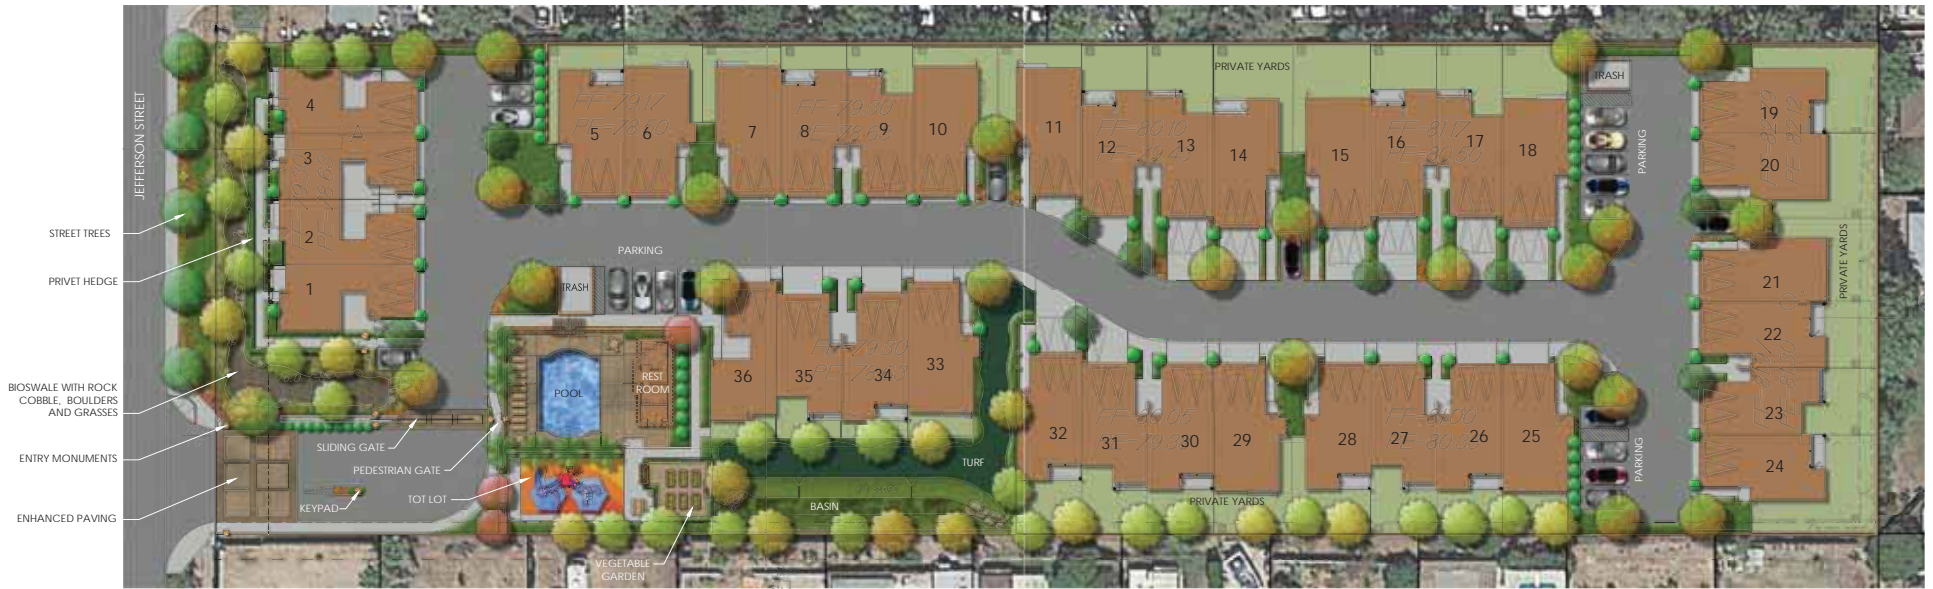 JEFFERSON STREET
STREET TREES
PRIVET HEDGE
BIOSWALE WITH ROCK
COBBLE, BOULDERS
AND GRASSES
ENTRY MONUMENTS
ENHANCED PAVING
4
3
2
1
SLIDING GATE
PEDESTRIAN GATE
KEYPAD
TOT LOT
VEGETABLE
GARDEN
5
6
7
8
9
10
11
12
13
14
15
16
17
18
PRIVATE YARDS
TRASH
PARKING
19
20
21
22
23
24
PRIVATE YARDS
PARKING
TRASH
POOL
REST
ROOM
36
35
34
33
TURF
BASIN
32
31
30
29
28
27
26
25
PRIVATE YARDS
PARKING